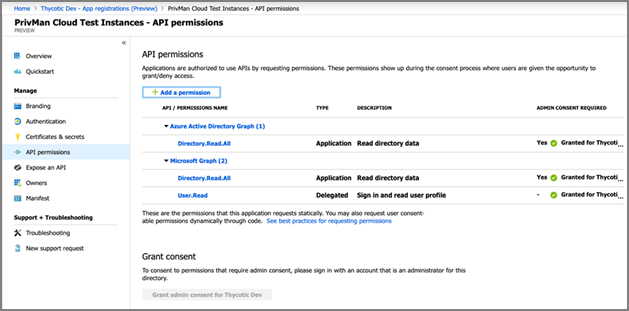 Home > Thycotic Dev - App registrations (Preview) > PrivMan Cloud Test Instances - API permissions
PrivMan Cloud Test Instances - API permissions
PREVIEW
«
Overview
Quickstart
Manage
Branding
Authentication
Certificates & secrets
API permissions
Expose an API
Owners
Manifest
Support + Troubleshooting
Troubleshooting
New support request
API permissions
Applications are authorized to use APIs by requesting permissions. These permissions show up during the consent process where users are given the opportunity to
grant/deny access.
+ Add a permission
API / PERMISSIONS NAME TYPE DESCRIPTION ADMIN CONSENT REQUIRED
Azure Active Directory Graph (1)
Directory.Read.All Application Read directory data Yes Granted for Thycoti...
Microsoft Graph (2)
Directory.Read.All Application Read directory data Yes Granted for Thycoti...
User.Read Delegated Sign in and read user profile - Granted for Thycoti...
These are the permissions that this application requests statically. You may also request user consent-
able permissions dynamically through code. See best practices for requesting permissions
Grant consent
To consent to permissions that require admin consent, please sign in with an account that is an administrator for this
directory.
Grant admin consent for Thycotic Dev